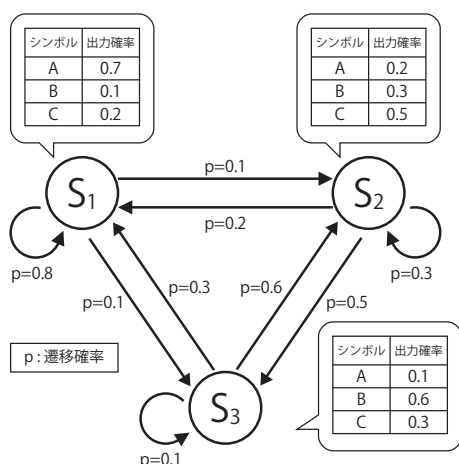 シンボル 出力確率
A 0.7
B 0.1
C 0.2
シンボル 出力確率
A 0.2
B 0.3
C 0.5
S1
p=0.1
S2
p=0.2
p=0.8
p=0.3
p=0.1
p=0.3
p=0.6
p=0.5
p : 遷移確率
シンボル 出力確率
A 0.1
B 0.6
C 0.3
S3
p=0.1